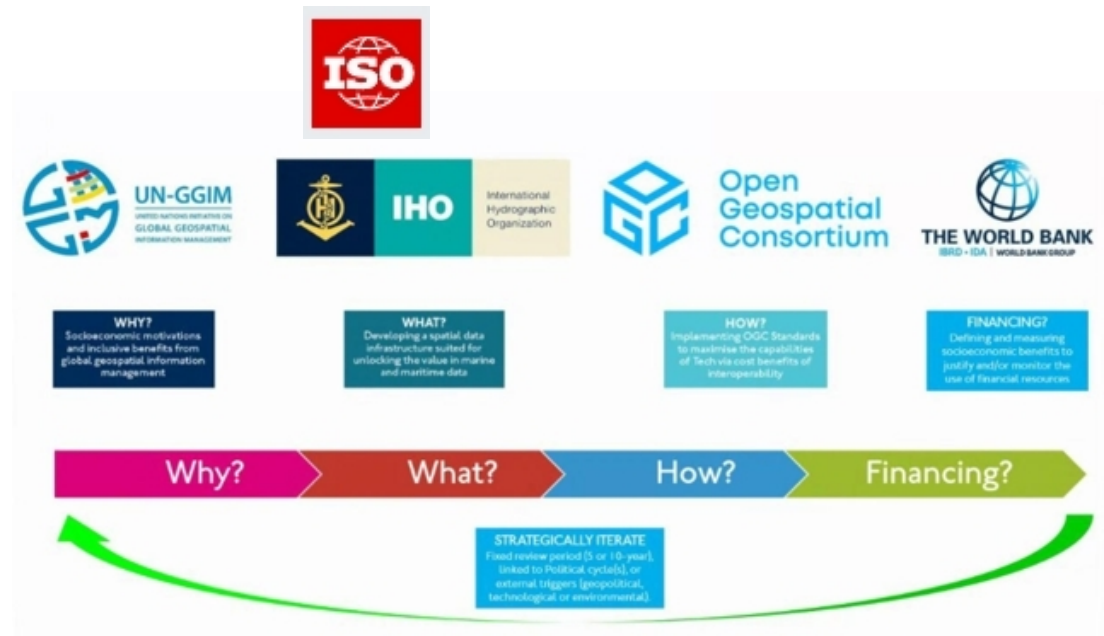 ISO
UN-GGIM
UNITED NATIONS INITIATIVE ON
GLOBAL GEOSPATIAL
INFORMATION MANAGEMENT
IHO
International
Hydrographic
Organization
Open
Geospatial
Consortium
THE WORLD BANK
IBRD • IDA | WORLD BANK GROUP
WHY?
Socioeconomic motivations
and inclusive benefits from
global geospatial information
management
WHAT?
Developing a spatial data
infrastructure suited for
unlocking the value in marine
and maritime data
HOW?
Implementing OGC Standards
to maximise the capabilities
of Tech via cost benefits of
interoperability
FINANCING?
Defining and measuring
socioeconomic benefits to
justify and/or monitor the
use of financial resources
Why?
What?
How?
Financing?
STRATEGICALLY ITERATE
Fixed review period (5 or 10-year),
linked to Political cycle(s), or
external triggers (geopolitical,
technological or environmental).